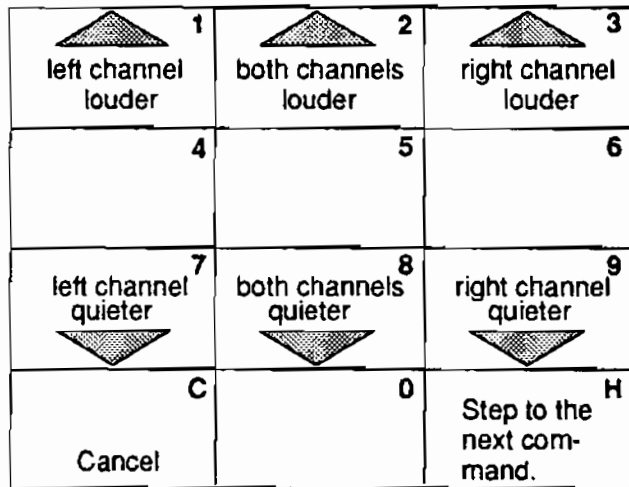 1
left channel
louder
2
both channels
louder
3
right channel
louder
4
5
6
7
left channel
quieter
8
both channels
quieter
9
right channel
quieter
C
Cancel
0
H
Step to the
next com-
mand.